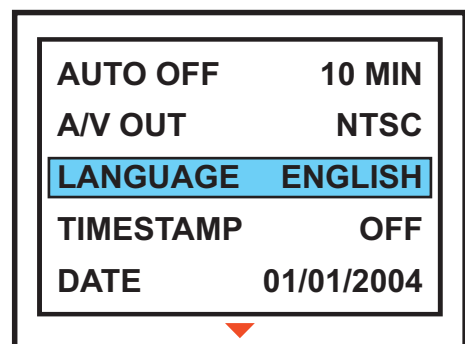 AUTO OFF 10 MIN
A/V OUT NTSC
LANGUAGE ENGLISH
TIMESTAMP OFF
DATE 01/01/2004